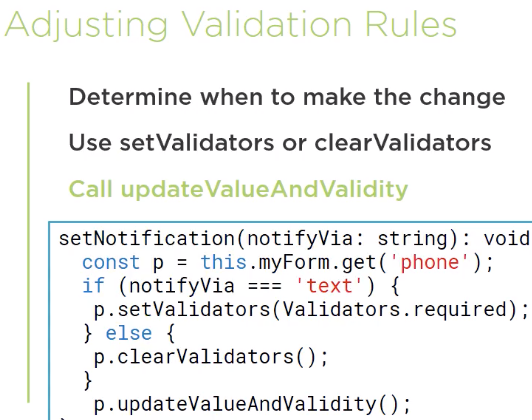 Adjusting Validation Rules
Determine when to make the change
Use setValidators or clearValidators
Call updateValueAndValidity
setNotification(notifyVia: string): void
const p = this.myForm.get('phone');
if (notifyVia === 'text') {
p.setValidators(Validators.required);
} else {
p.clearValidators();
}
p.updateValueAndValidity();